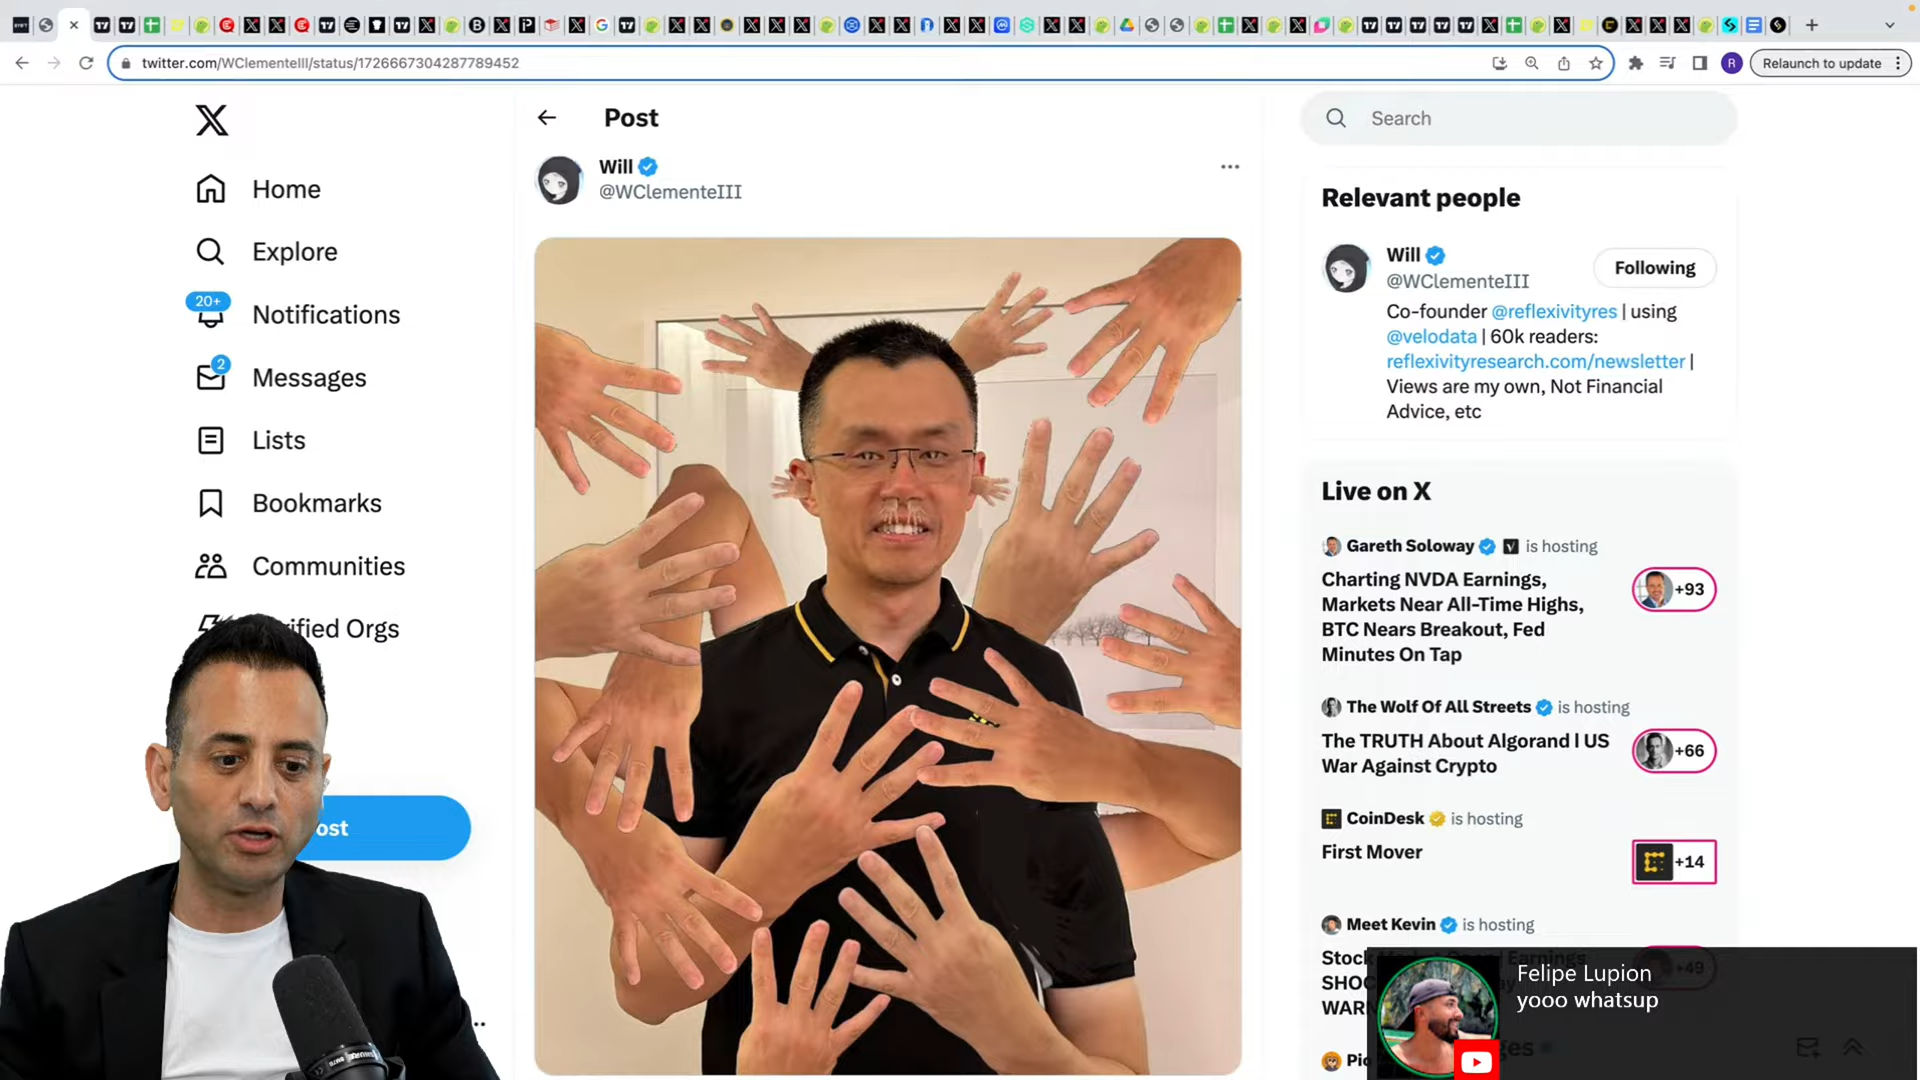 twitter.com/WClementeIII/status/1726667304287789452
Relaunch to update
R
Post
Search
Will
@WClementeIII
Home
Explore
20+
Notifications
2
Messages
Lists
Bookmarks
Communities
ified Orgs
ost
Relevant people
Will
@WClementeIII
Following
Co-founder @reflexivityres | using
@velodata | 60k readers:
reflexivityresearch.com/newsletter |
Views are my own, Not Financial
Advice, etc
Live on X
Gareth Soloway is hosting
Charting NVDA Earnings,
Markets Near All-Time Highs,
BTC Nears Breakout, Fed
Minutes On Tap
+93
The Wolf Of All Streets is hosting
The TRUTH About Algorand l US
War Against Crypto
+66
CoinDesk is hosting
First Mover
+14
Meet Kevin is hosting
+49
Felipe Lupion
yooo whatsup